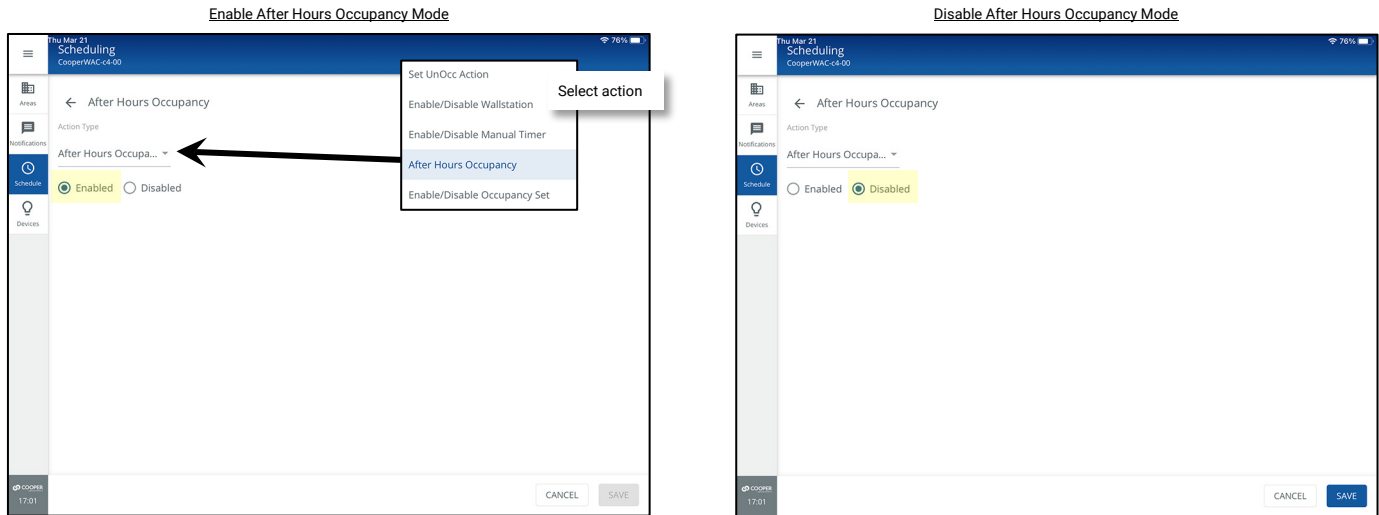 Enable After Hours Occupancy Mode
Thu Mar 21
76%
Scheduling
CooperWAC-c4-00
Set UnOcc Action
Select action
Areas
After Hours Occupancy
Enable/Disable Wallstation
Action Type
Enable/Disable Manual Timer
Notifications
After Hours Occupa...
After Hours Occupancy
Schedule
Enabled
Disabled
Enable/Disable Occupancy Set
Devices
COOPER
17:01
CANCEL
SAVE
Disable After Hours Occupancy Mode
Thu Mar 21
76%
Scheduling
CooperWAC-c4-00
Areas
After Hours Occupancy
Action Type
Notifications
After Hours Occupa...
Schedule
Enabled
Disabled
Devices
COOPER
17:01
CANCEL
SAVE